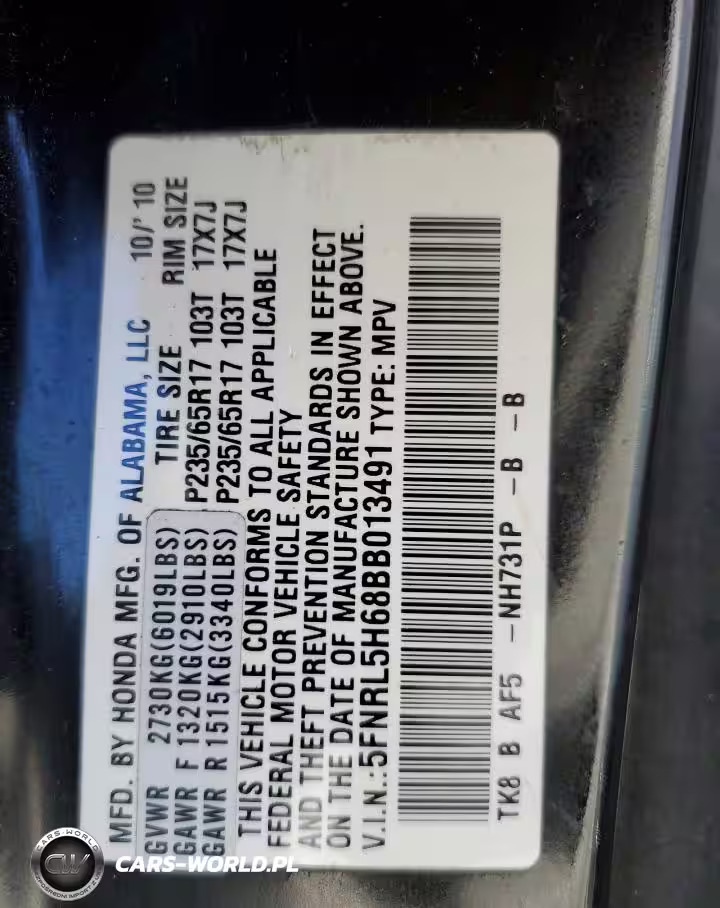 MFD. BY HONDA MFG. OF ALABAMA, LLC 10/' 10
GVWR 2730KG(6019LBS) TIRE SIZE RIM SIZE
GAWR F 1320KG(2910LBS) P235/65R17 103T 17X7J
GAWR R 1515KG(3340LBS) P235/65R17 103T 17X7J
THIS VEHICLE CONFORMS TO ALL APPLICABLE
FEDERAL MOTOR VEHICLE SAFETY
AND THEFT PREVENTION STANDARDS IN EFFECT
ON THE DATE OF MANUFACTURE SHOWN ABOVE.
V.I.N.:5FNRL5H68BB013491 TYPE: MPV
TK8 B AF5 -NH731P -B -B
CARS-WORLD
CW
CARS-WORLD.PL